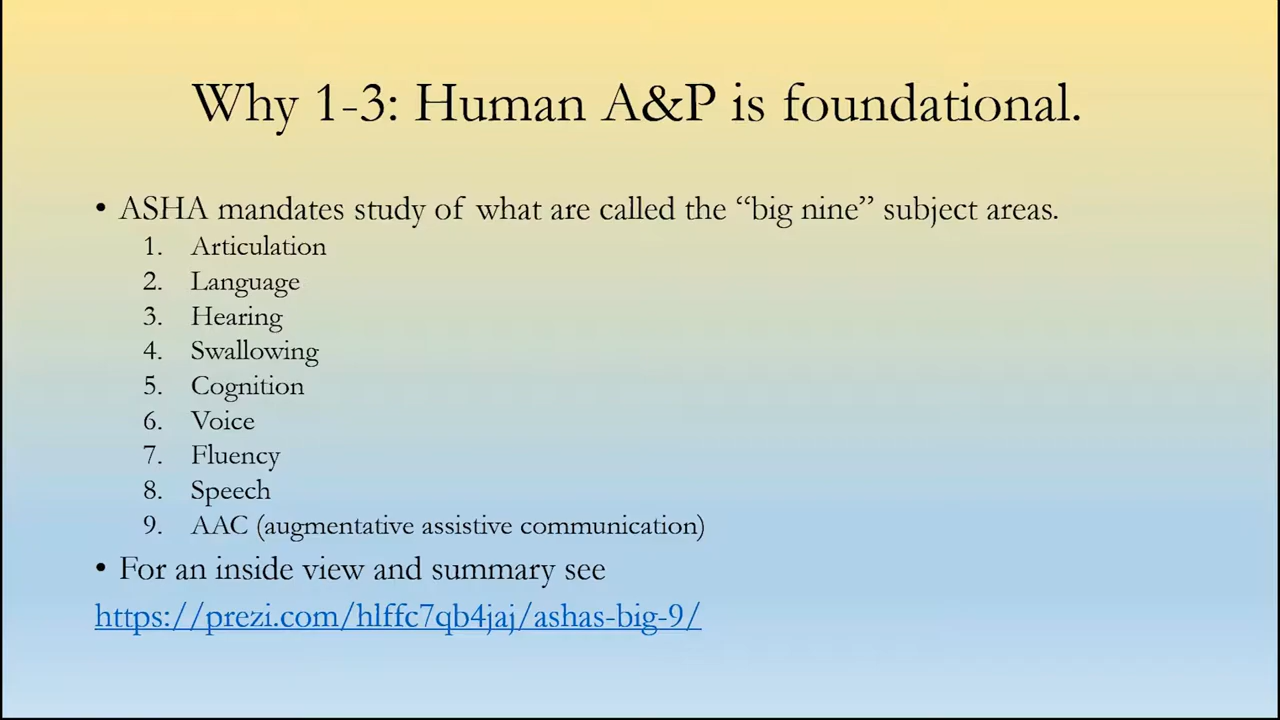 Why 1-3: Human A&P is foundational.
• ASHA mandates study of what are called the “big nine” subject areas.
1. Articulation
2. Language
3. Hearing
4. Swallowing
5. Cognition
6. Voice
7. Fluency
8. Speech
9. AAC (augmentative assistive communication)
• For an inside view and summary see
https://prezi.com/hlffc7qb4jaj/ashas-big-9/